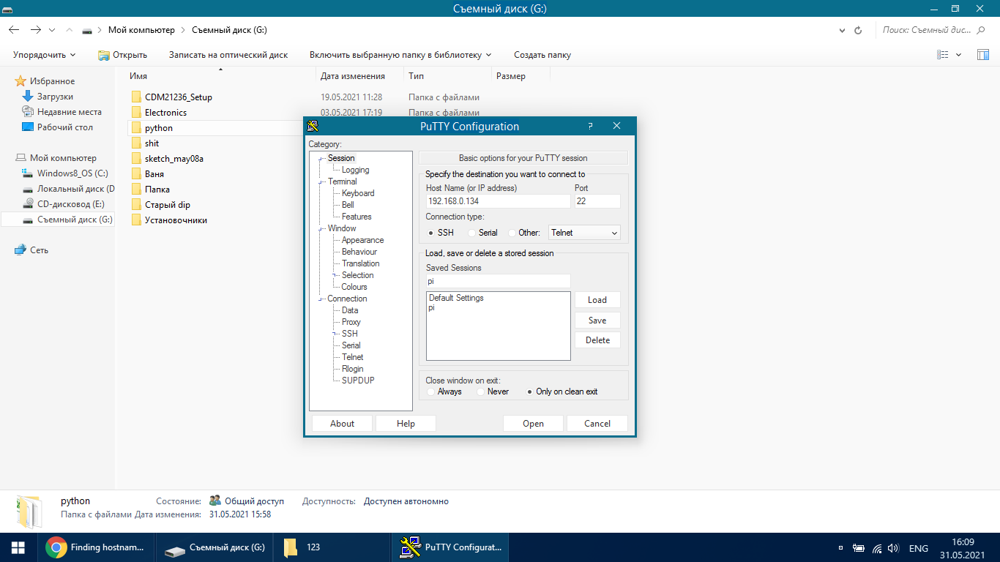 Съемный диск (G:)
Мой компьютер Съемный диск (G:)
Поиск: Съемный дис...
Упорядочить Открыть Записать на оптический диск Включить выбранную папку в библиотеку Создать папку
Имя Дата изменения Тип Размер
Избранное
Загрузки
Недавние места
Рабочий стол
Мой компьютер
Windows8_OS (C:)
Локальный диск (D
CD-дисковод (E:)
Съемный диск (G:)
Сеть
CDM21236_Setup 19.05.2021 11:28 Папка с файлами
Electronics 03.05.2021 17:19 Папка с файлами
python
shit
sketch_may08a
Ваня
Папка
Старый dip
Установочники
PuTTY Configuration ?
Category:
Session
Logging
Terminal
Keyboard
Bell
Features
Window
Appearance
Behaviour
Translation
Selection
Colours
Connection
Data
Proxy
SSH
Serial
Telnet
Rlogin
SUPDUP
Basic options for your PuTTY session
Specify the destination you want to connect to
Host Name (or IP address) Port
192.168.0.134 22
Connection type:
SSH Serial Other: Telnet
Load, save or delete a stored session
Saved Sessions
pi
Default Settings
pi
Load
Save
Delete
Close window on exit:
Always Never Only on clean exit
About Help Open Cancel
python Состояние: Общий доступ Доступность: Доступен автономно
Папка с файлами Дата изменения: 31.05.2021 15:58
Finding hostnam... Съемный диск (G:) 123 PuTTY Configurat...
ENG
16:09
31.05.2021